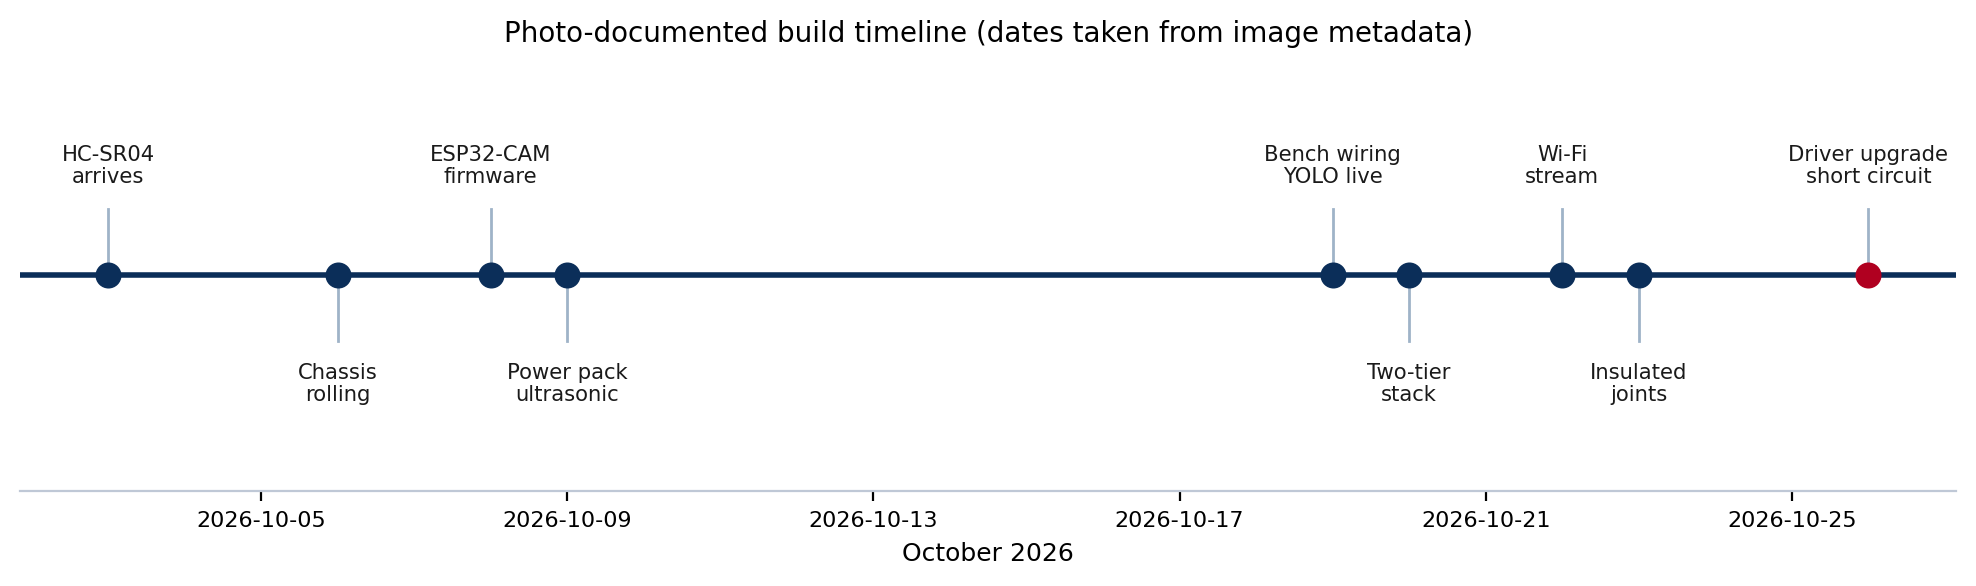 Photo-documented build timeline (dates taken from image metadata)
HC-SR04
arrives
ESP32-CAM
firmware
Bench wiring
YOLO live
Wi-Fi
stream
Driver upgrade
short circuit
Chassis
rolling
Power pack
ultrasonic
Two-tier
stack
Insulated
joints
2026-10-05
2026-10-09
2026-10-13
2026-10-17
2026-10-21
2026-10-25
October 2026